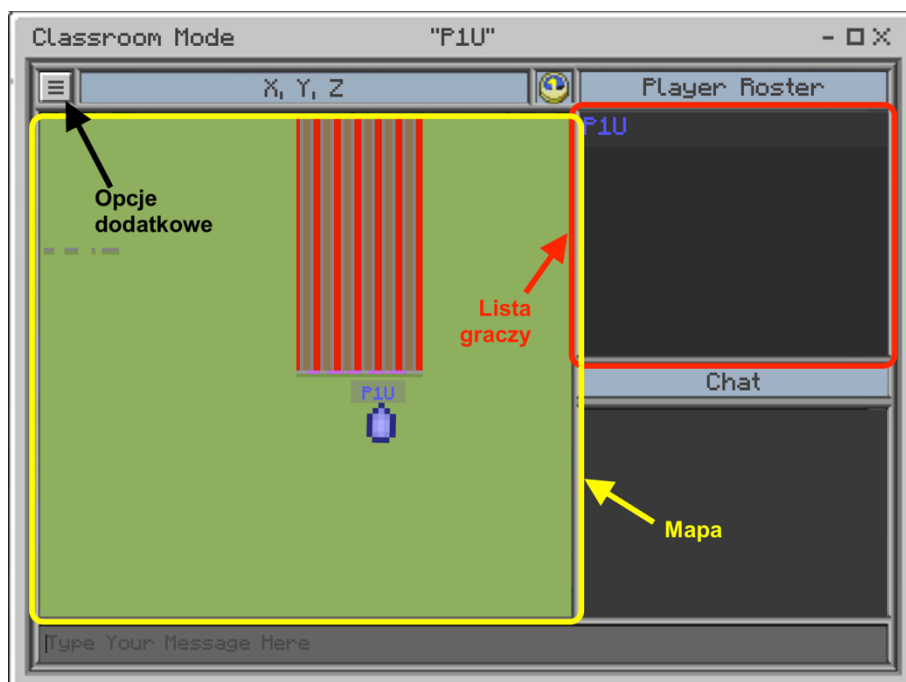 Classroom Mode "P1U"
X, Y, Z
Player Roster
P1U
Opcje
dodatkowe
Lista
graczy
P1U
Chat
Mapa
Type Your Message Here